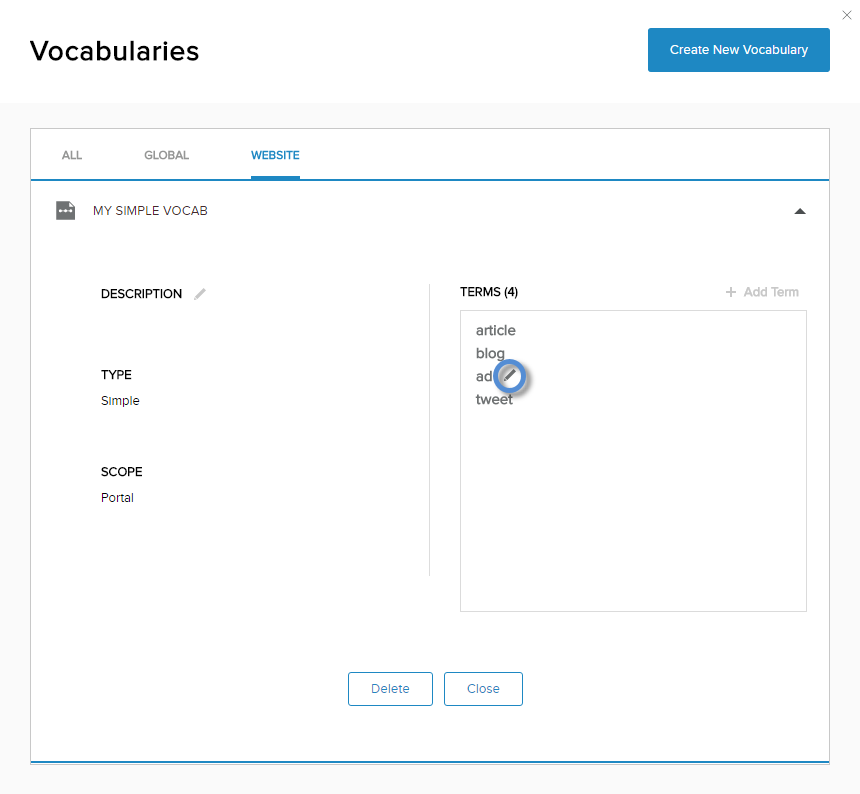 Vocabularies
Create New Vocabulary
ALL
GLOBAL
WEBSITE
MY SIMPLE VOCAB
DESCRIPTION
TYPE
Simple
SCOPE
Portal
TERMS (4)
+ Add Term
article
blog
ad
tweet
Delete
Close